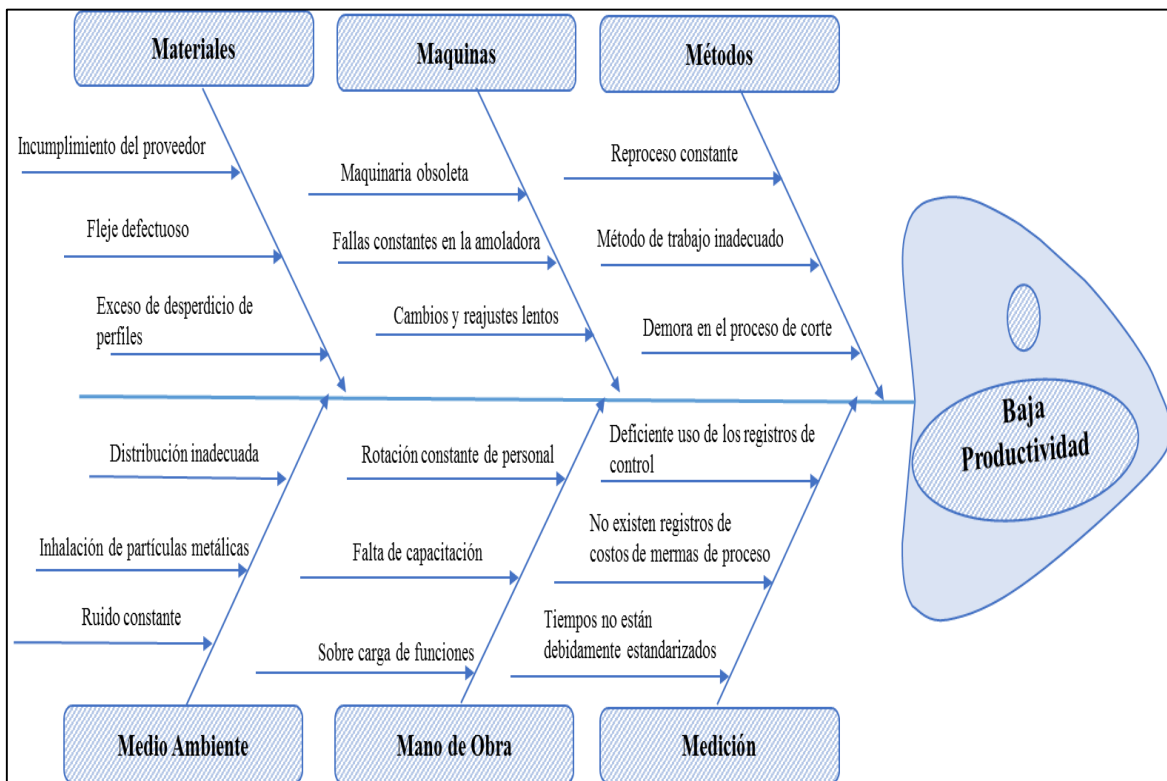 Materiales
Maquinas
Métodos
Incumplimiento del proveedor
Fleje defectuoso
Exceso de desperdicio de
perfiles
Maquinaria obsoleta
Fallas constantes en la amoladora
Cambios y reajustes lentos
Reproceso constante
Método de trabajo inadecuado
Demora en el proceso de corte
Baja
Productividad
Distribución inadecuada
Inhalación de partículas metálicas
Ruido constante
Rotación constante de personal
Falta de capacitación
Sobre carga de funciones
Deficiente uso de los registros de
control
No existen registros de
costos de mermas de proceso
Tiempos no están
debidamente estandarizados
Medio Ambiente
Mano de Obra
Medición